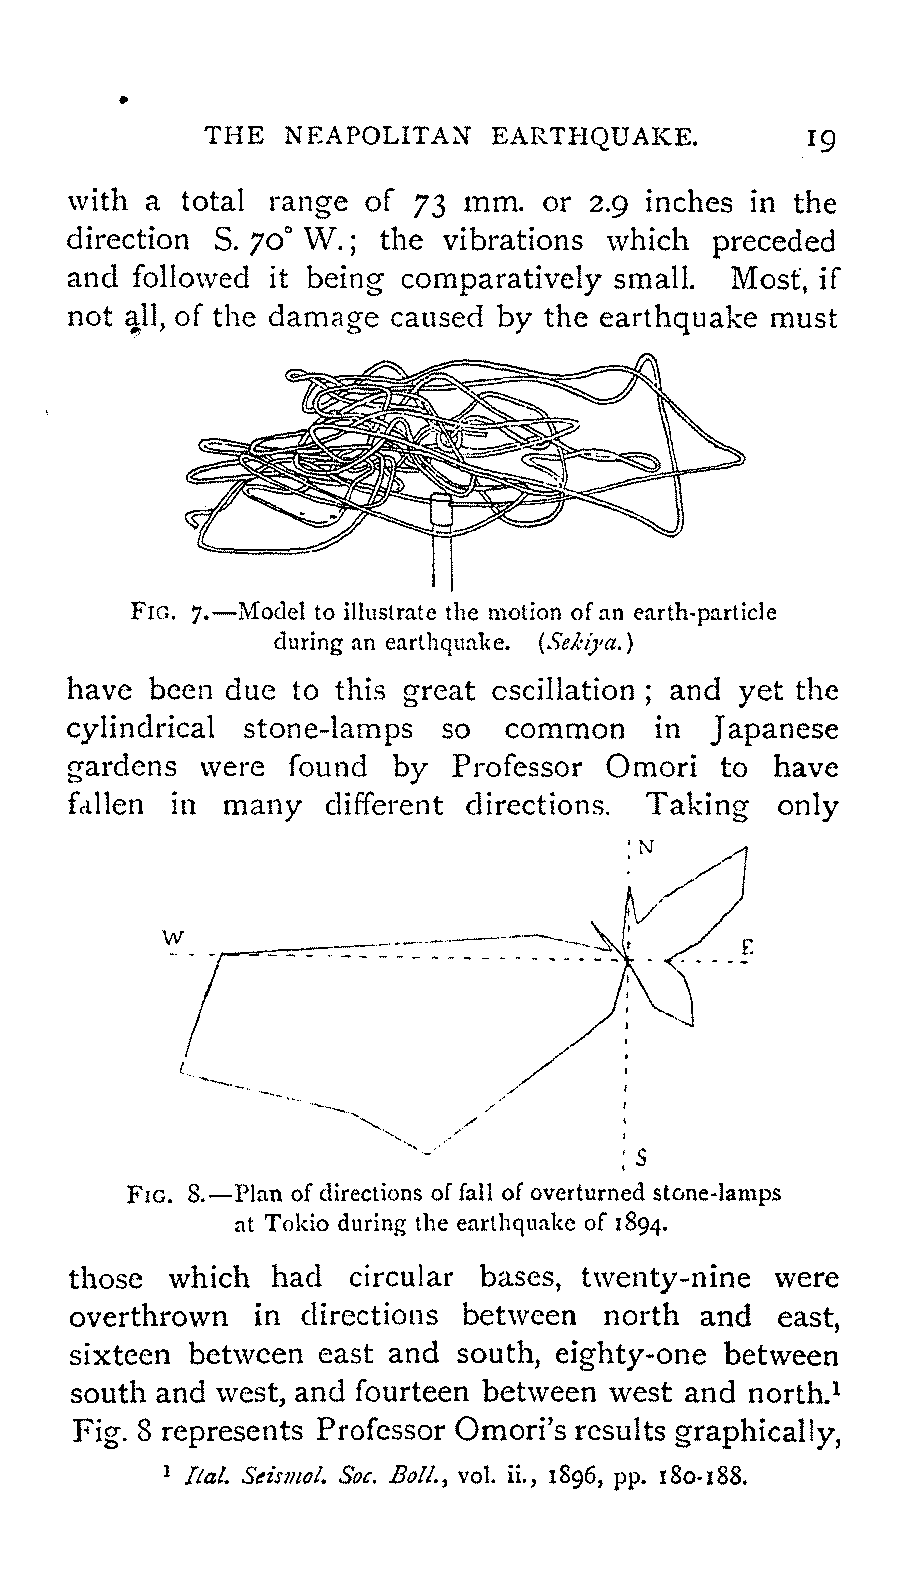 THE NEAPOLITAN EARTHQUAKE. 19
with a total range of 73 mm. or 2.9 inches in the
direction S. 70° W.; the vibrations which preceded
and followed it being comparatively small. Most, if
not all, of the damage caused by the earthquake must
FIG. 7.—Model to illustrate the motion of an earth-particle
during an earthquake. (Sekiya.)
have been due to this great oscillation; and yet the
cylindrical stone-lamps so common in Japanese
gardens were found by Professor Omori to have
fallen in many different directions. Taking only
N
W
E
S
FIG. 8.—Plan of directions of fall of overturned stone-lamps
at Tokio during the earthquake of 1894.
those which had circular bases, twenty-nine were
overthrown in directions between north and east,
sixteen between east and south, eighty-one between
south and west, and fourteen between west and north.¹
Fig. 8 represents Professor Omori's results graphically,
¹ Ital. Seismol. Soc. Boll., vol. ii., 1896, pp. 180-188.